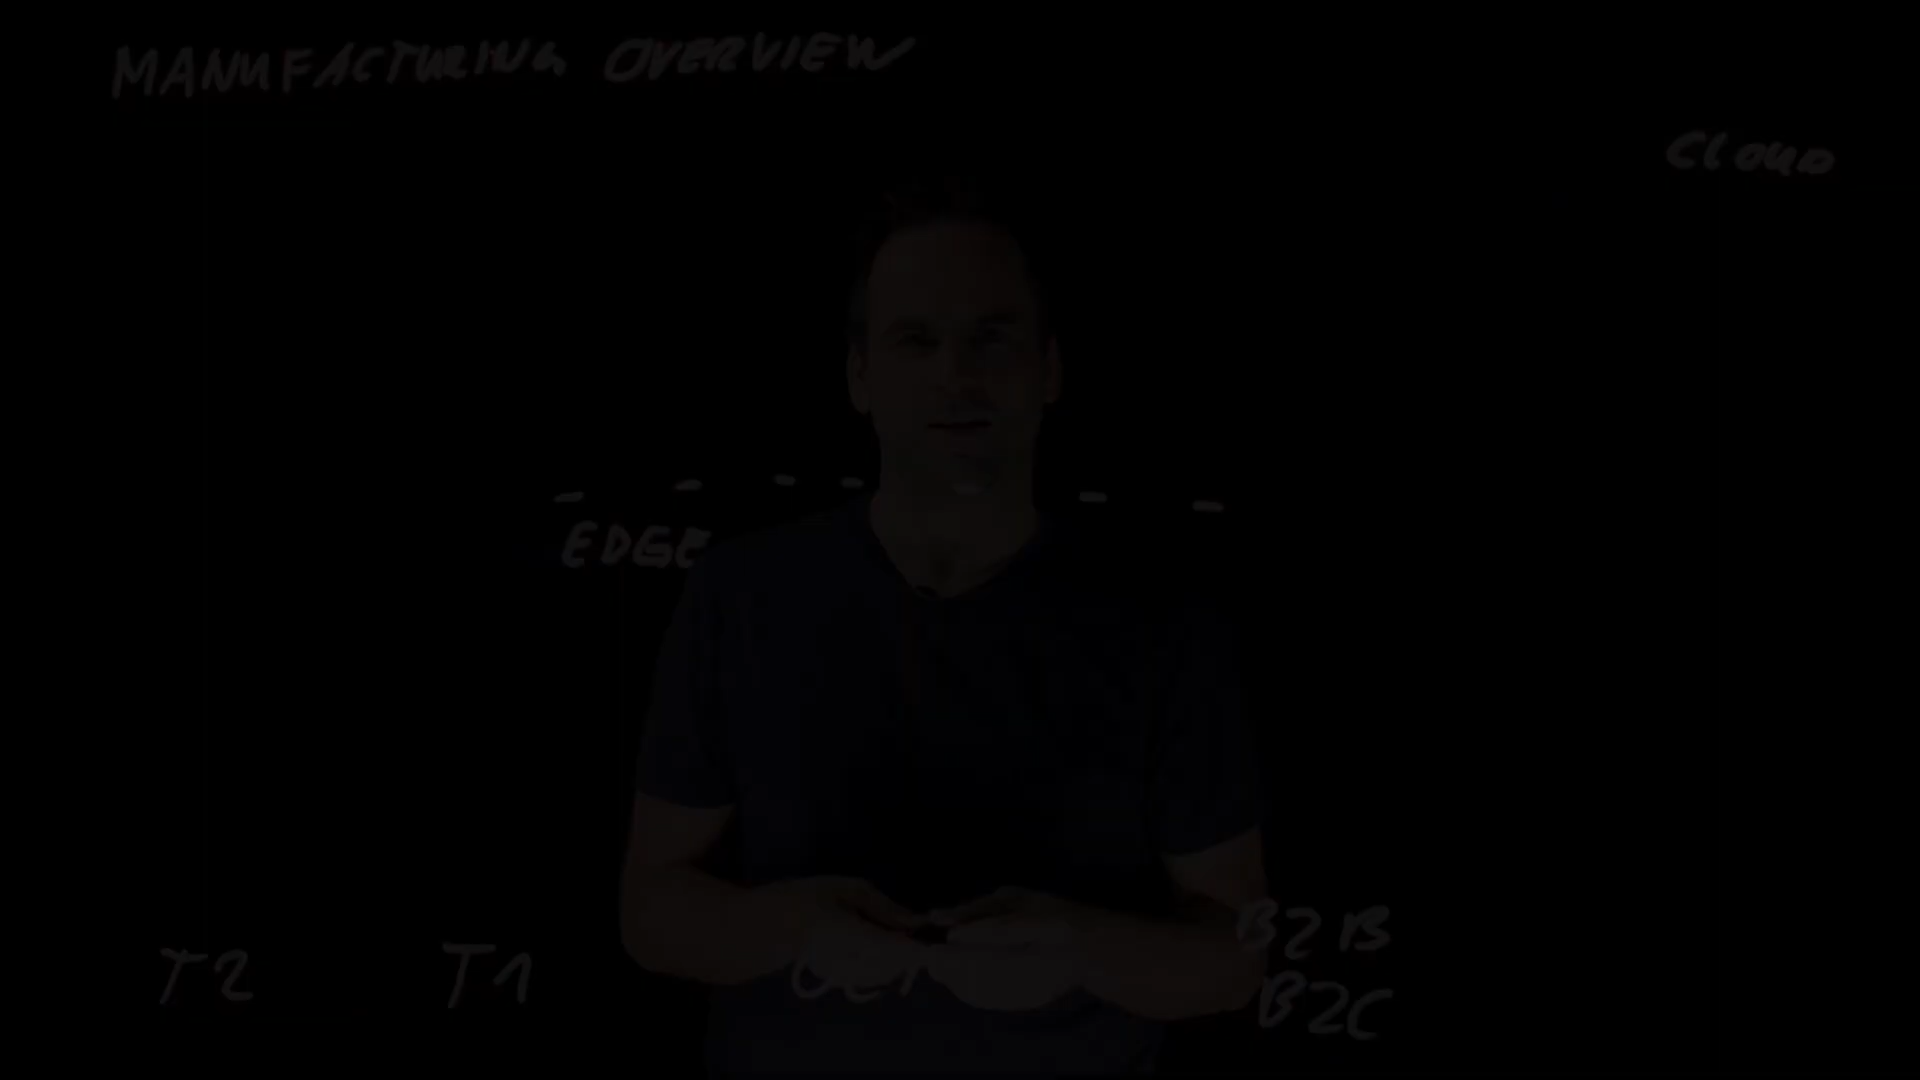 MANUFACTURING OVERVIEW
CLOUD
EDGE
T2
T1
B2B
B2C